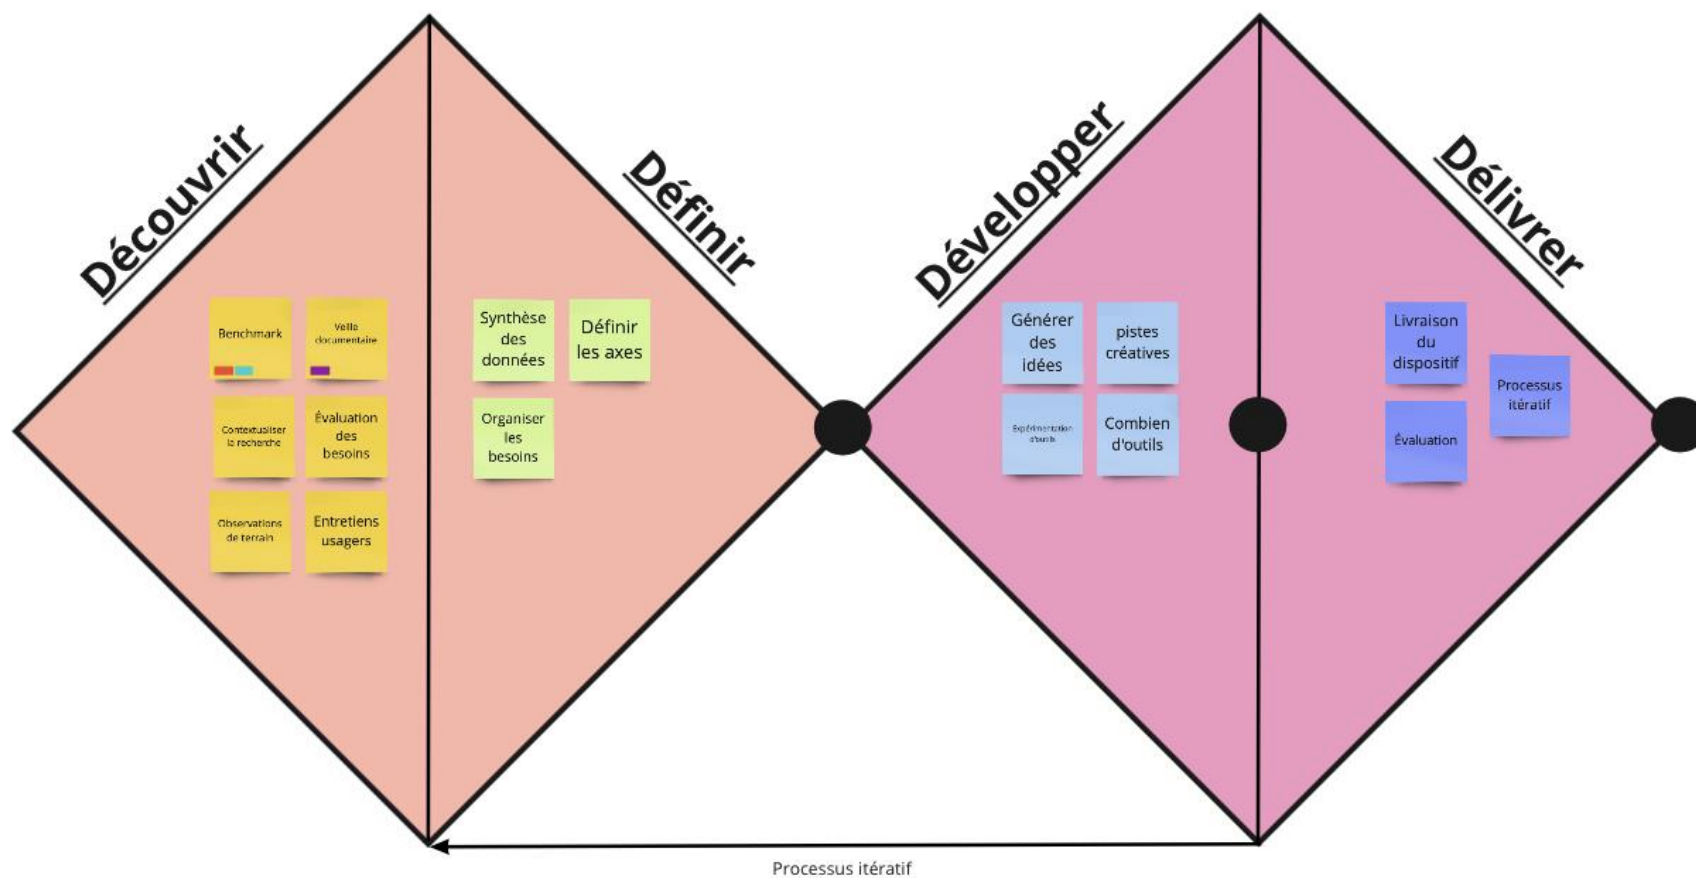 Découvrir
Définir
Développer
Délivrer
Benchmark
Veille
documentaire
Contextualiser
la recherche
Évaluation
des
besoins
Observations
de terrain
Entretiens
usagers
Synthèse
des
données
Définir
les axes
Organiser
les
besoins
Générer
des
idées
pistes
créatives
Expérimentation
d'outils
Combien
d'outils
Livraison
du
dispositif
Processus
itératif
Évaluation
Processus itératif